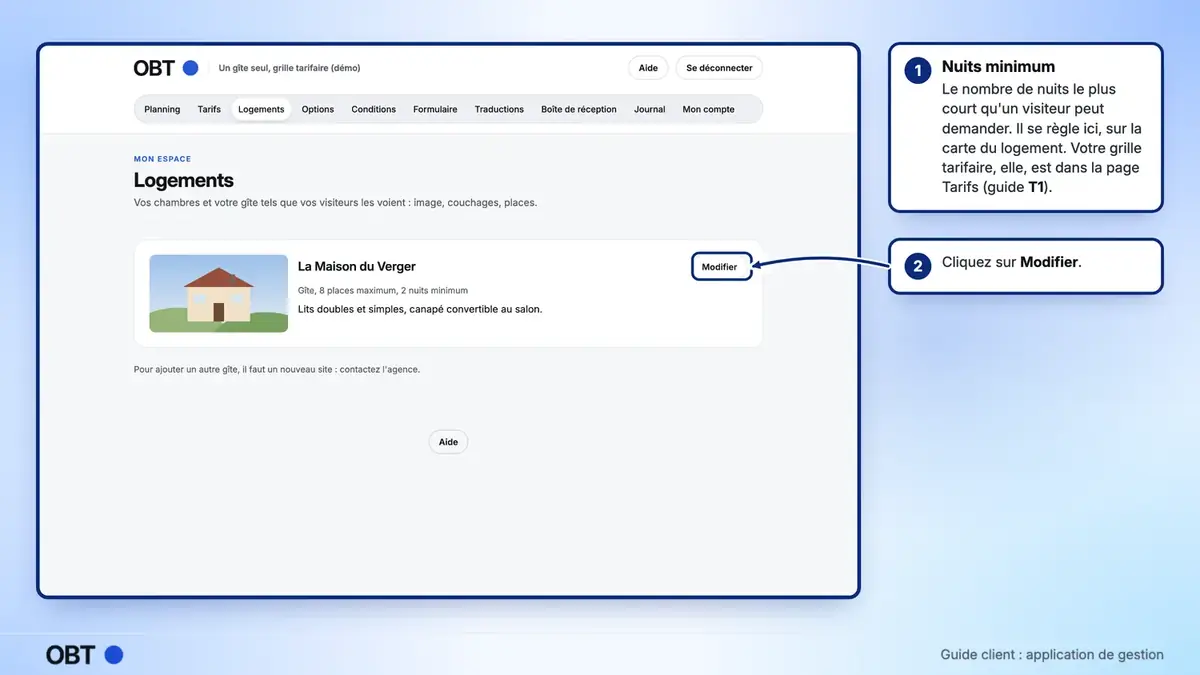 OBT
Un gîte seul, grille tarifaire (démo)
Aide
Se déconnecter
Planning
Tarifs
Logements
Options
Conditions
Formulaire
Traductions
Boîte de réception
Journal
Mon compte
MON ESPACE
Logements
Vos chambres et votre gîte tels que vos visiteurs les voient : image, couchages, places.
La Maison du Verger
Modifier
Gîte, 8 places maximum, 2 nuits minimum
Lits doubles et simples, canapé convertible au salon.
Pour ajouter un autre gîte, il faut un nouveau site : contactez l'agence.
Aide
1
Nuits minimum
Le nombre de nuits le plus
court qu'un visiteur peut
demander. Il se règle ici, sur la
carte du logement. Votre grille
tarifaire, elle, est dans la page
Tarifs (guide T1).
2
Cliquez sur Modifier.
OBT
Guide client : application de gestion